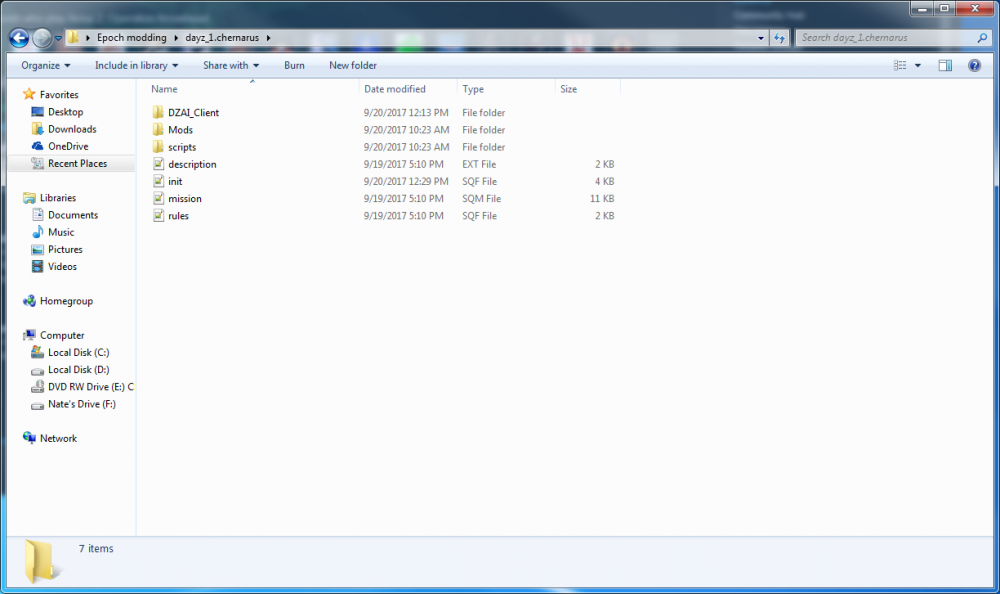 Epoch modding dayz_1.chernarus
Search dayz_1.chernarus
Organize Include in library Share with Burn New folder
Name Date modified Type Size
DZAI_Client 9/20/2017 12:13 PM File folder
Mods 9/20/2017 10:23 AM File folder
scripts 9/20/2017 10:23 AM File folder
description 9/19/2017 5:10 PM EXT File 2 KB
init 9/20/2017 12:29 PM SQF File 4 KB
mission 9/19/2017 5:10 PM SQM File 11 KB
rules 9/19/2017 5:10 PM SQF File 2 KB
Favorites
Desktop
Downloads
OneDrive
Recent Places
Libraries
Documents
Music
Pictures
Videos
Homegroup
Computer
Local Disk (C:)
Local Disk (D:)
DVD RW Drive (E:) C
Nate's Drive (F:)
Network
7 items